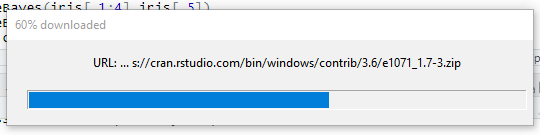 eBayes(iris[ 1:4] iris[ 5])
60% downloaded
URL: ... s://cran.rstudio.com/bin/windows/contrib/3.6/e1071_1.7-3.zip